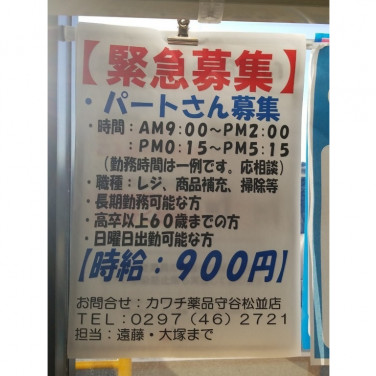 【緊急募集】
・パートさん募集
・時間：AM9：00～PM2：00
PM0：15～PM5：15
（勤務時間は一例です。応相談）
・職種：レジ、商品補充、掃除等
・長期勤務可能な方
・高卒以上60歳までの方
・日曜日出勤可能な方
【時給：900円】
お問合せ：カワチ薬品守谷松並店
TEL：0297（46）2721
担当：遠藤・大塚まで